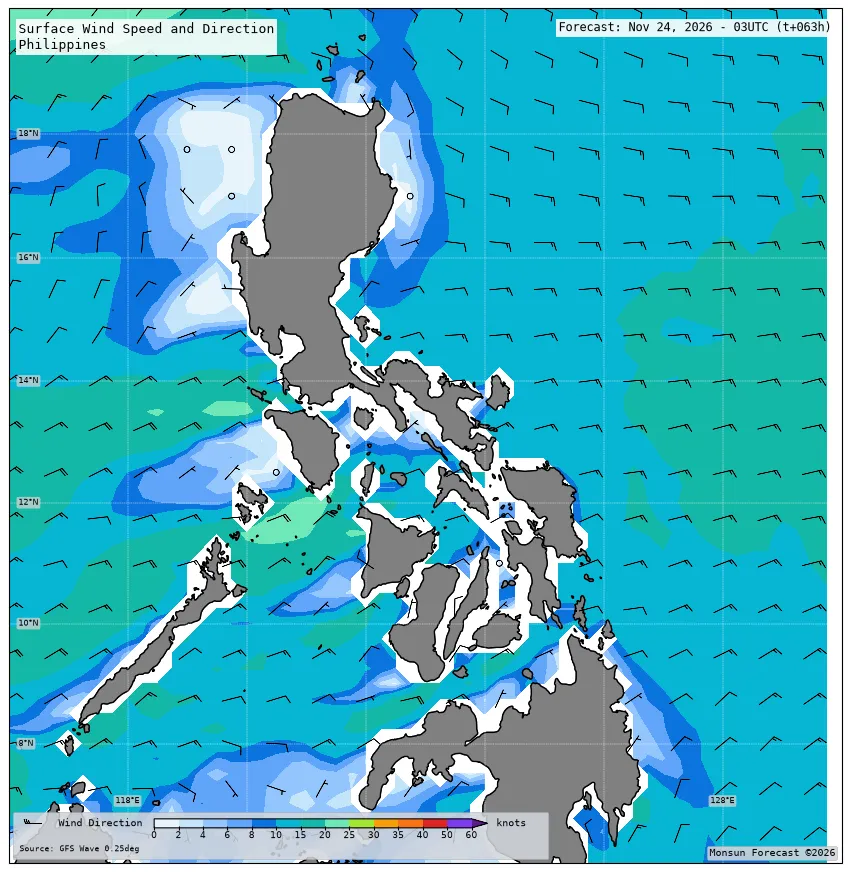 Surface Wind Speed and Direction
Philippines
Forecast: Nov 24, 2026 - 03UTC (t+063h)
18°N
16°N
14°N
12°N
10°N
8°N
118°E
128°E
Wind Direction
0 2 4 6 8 10 15 20 25 30 35 40 50 60
knots
Source: GFS Wave 0.25deg
Monsun Forecast ©2026